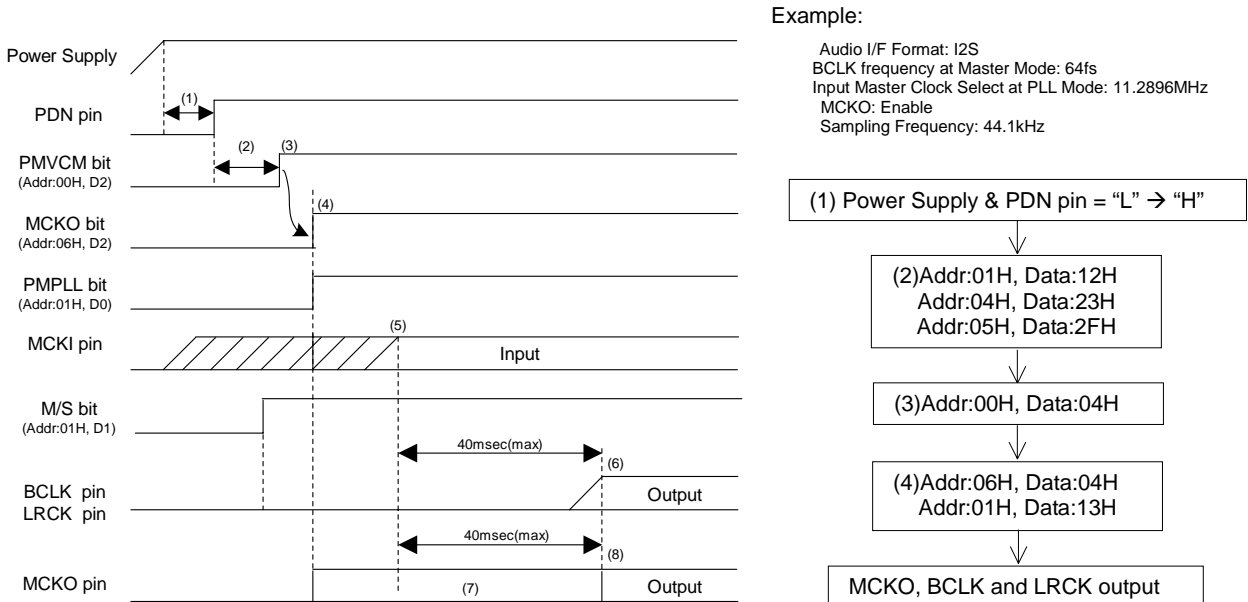 Power Supply
(1)
PDN pin
(2)
(3)
PMVCM bit
(Addr:00H, D2)
(4)
MCKO bit
(Addr:06H, D2)
PMPLL bit
(Addr:01H, D0)
(5)
MCKI pin
Input
M/S bit
(Addr:01H, D1)
40msec(max)
(6)
BCLK pin
LRCK pin
Output
40msec(max)
(8)
MCKO pin
(7)
Output
Example:
Audio I/F Format: I2S
BCLK frequency at Master Mode: 64fs
Input Master Clock Select at PLL Mode: 11.2896MHz
MCKO: Enable
Sampling Frequency: 44.1kHz
(1) Power Supply & PDN pin = “L” → “H”
(2)Addr:01H, Data:12H
Addr:04H, Data:23H
Addr:05H, Data:2FH
(3)Addr:00H, Data:04H
(4)Addr:06H, Data:04H
Addr:01H, Data:13H
MCKO, BCLK and LRCK output